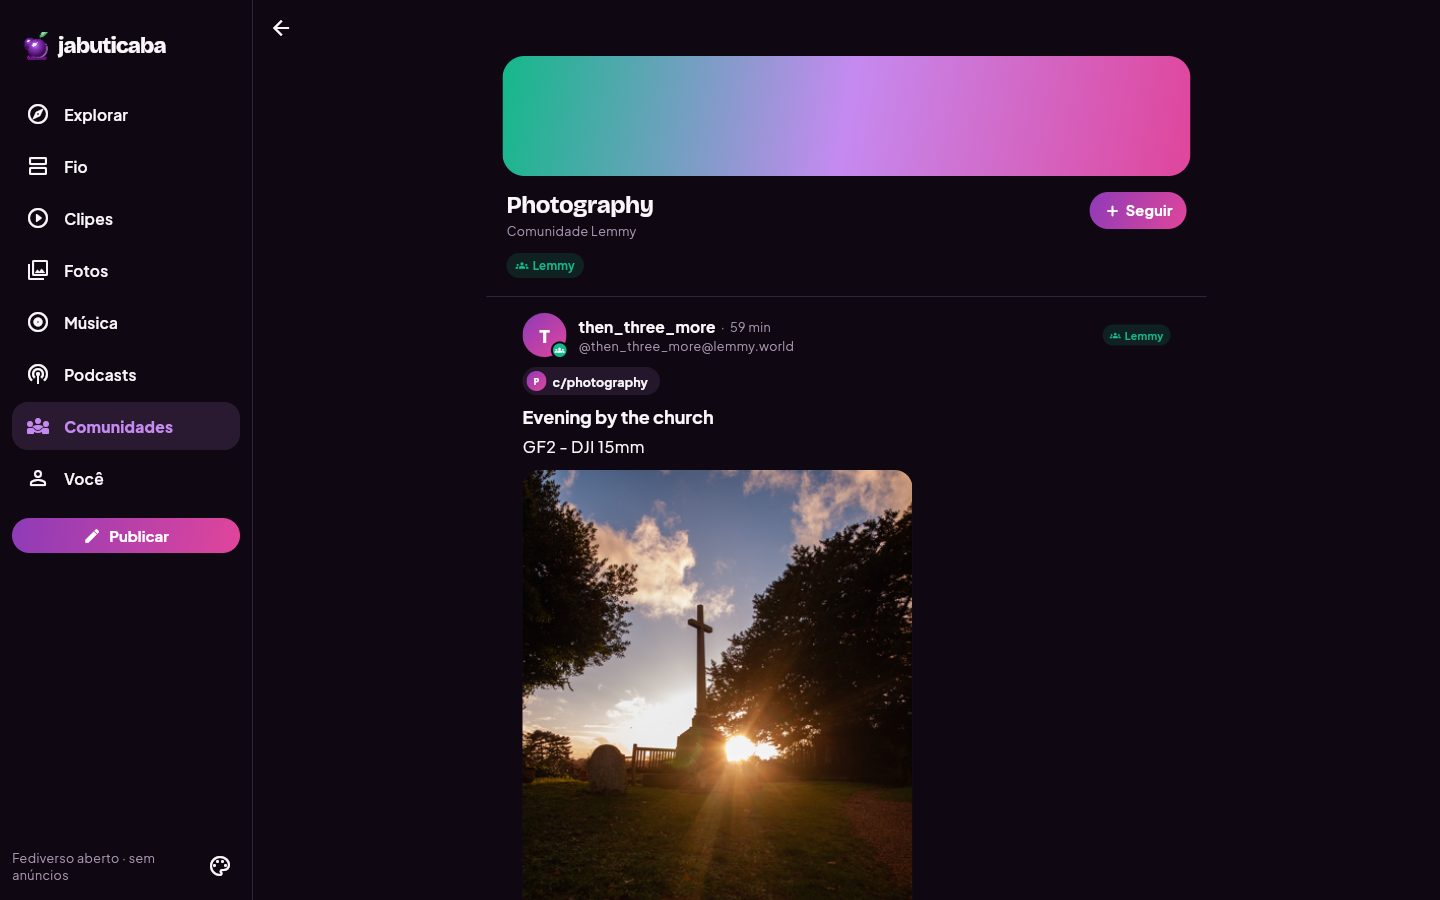 jabuticaba
Explorar
Fio
Clipes
Fotos
Música
Podcasts
Comunidades
Você
Publicar
Fediverso aberto · sem
anúncios
Photography
Comunidade Lemmy
Lemmy
+ Seguir
T
then_three_more · 59 min
@then_three_more@lemmy.world
Lemmy
P c/photography
Evening by the church
GF2 - DJI 15mm